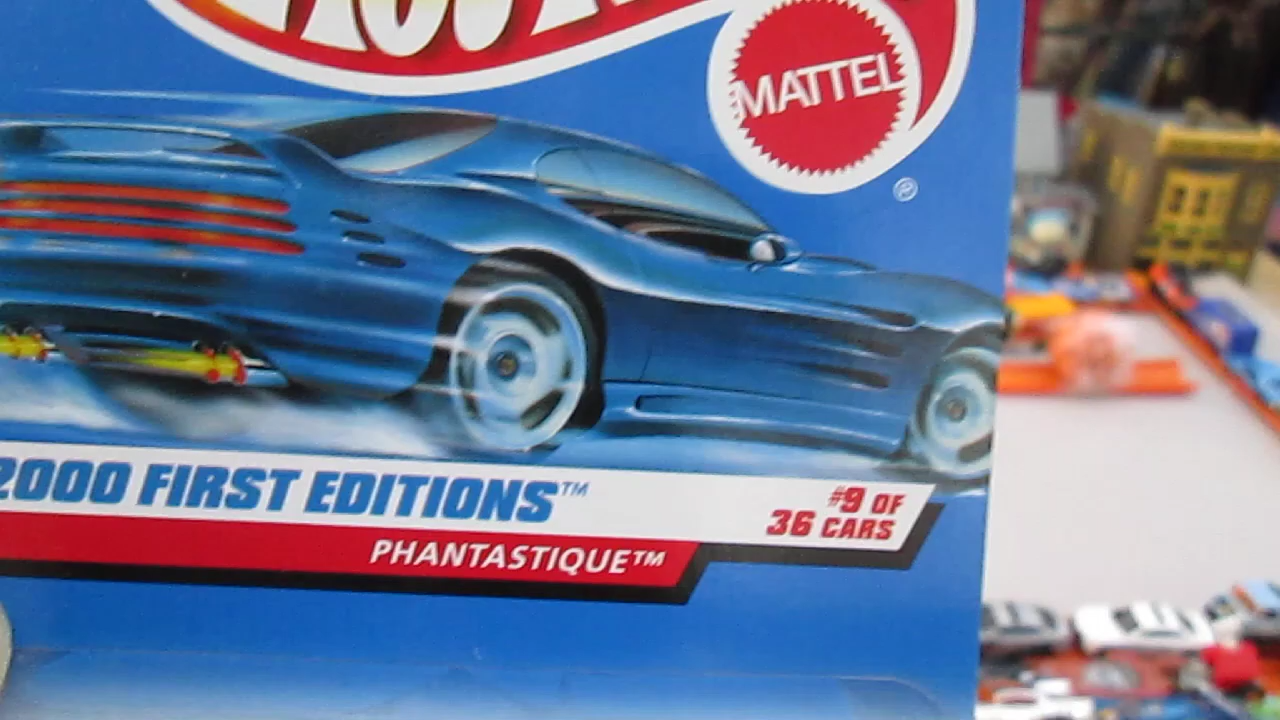 MATTEL
®
2000 FIRST EDITIONS™
#9 OF
36 CARS
PHANTASTIQUE™